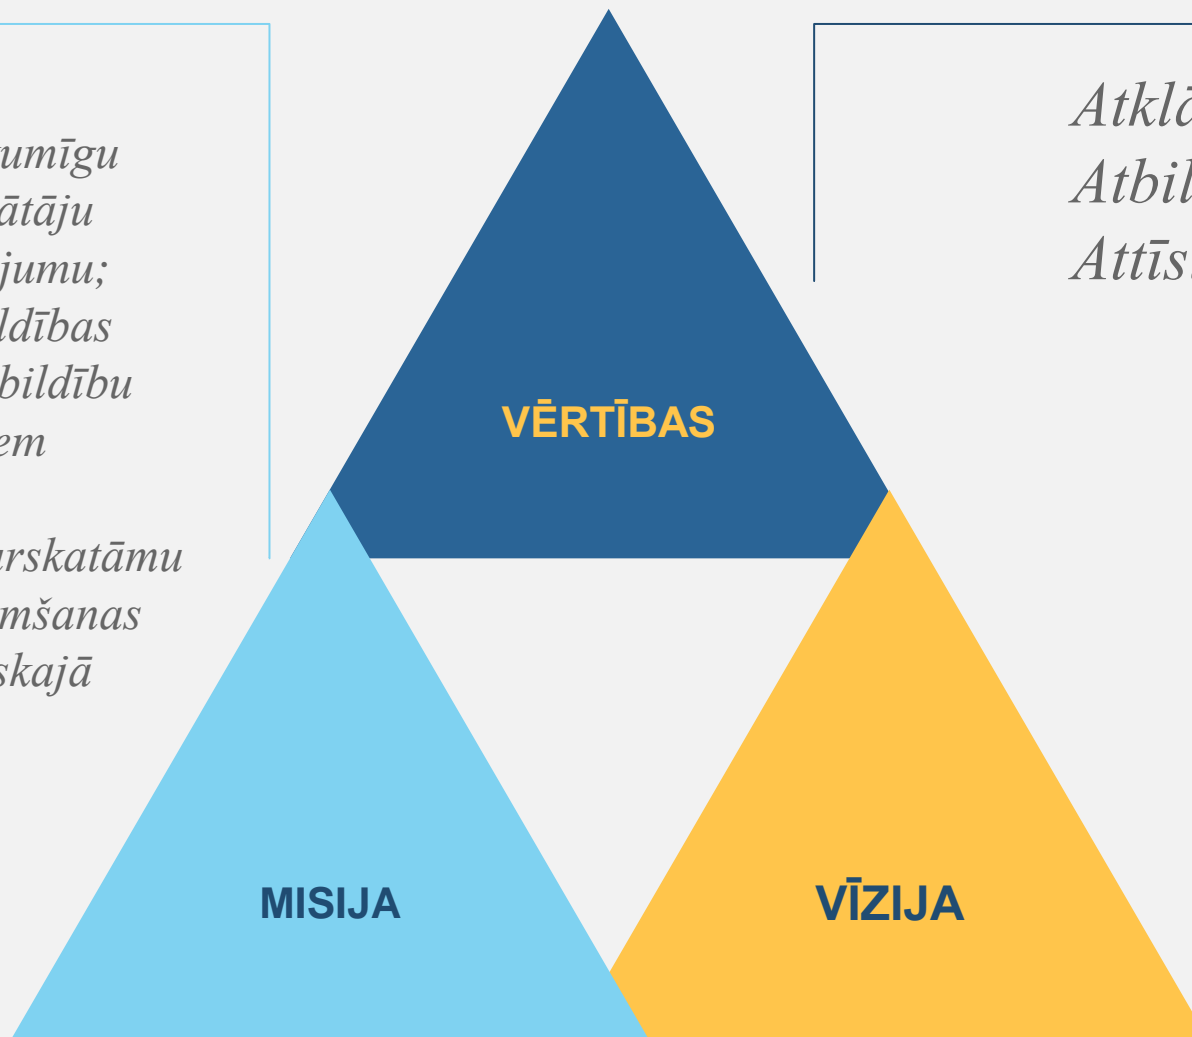 umīgu
ātāju
jumu;
ldības
bildību
em
rskatāmu
mšanas
skajā
Atklā
Atbil
Attīs
VĒRTĪBAS
MISIJA
VĪZIJA